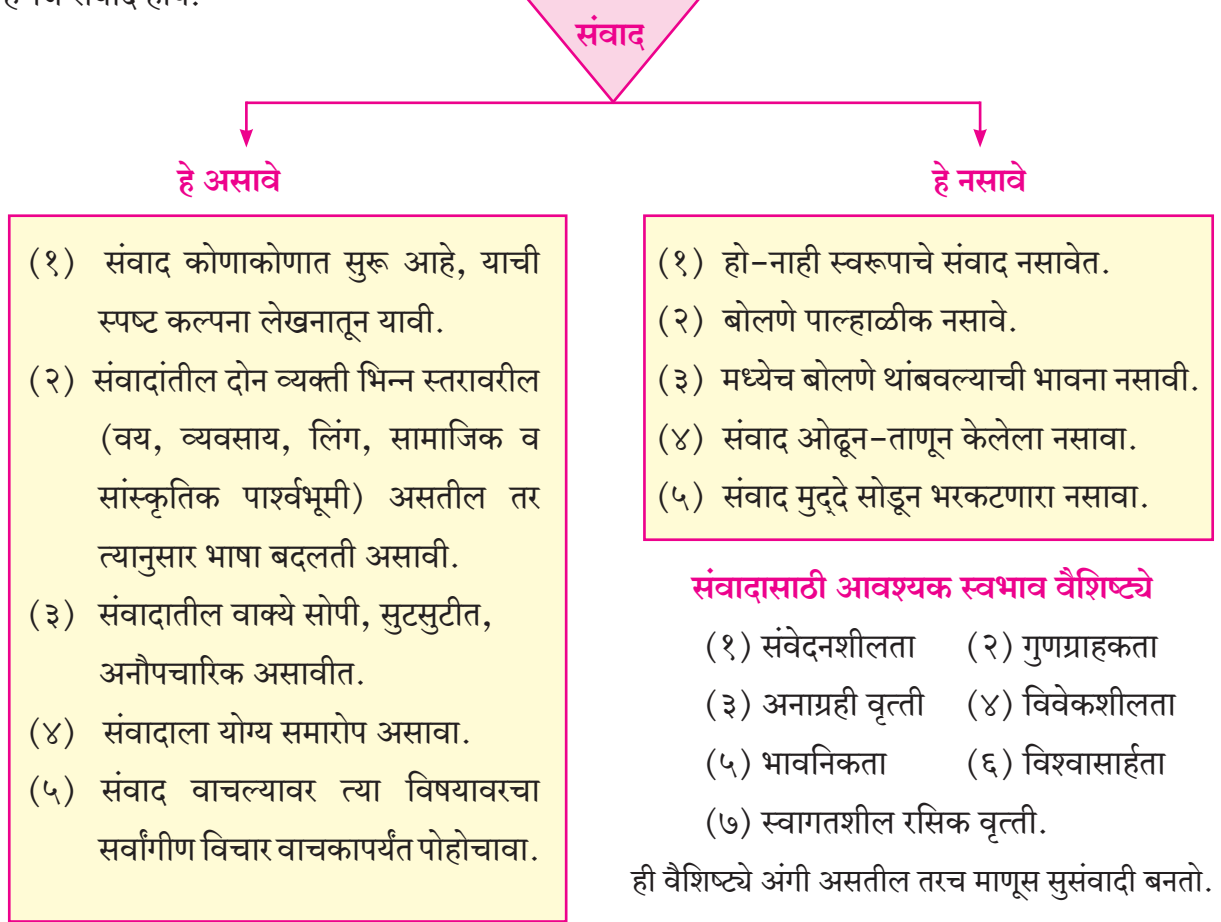 संवाद
हे असावे
(१) संवाद कोणाकोणात सुरू आहे, याची
स्पष्ट कल्पना लेखनातून यावी.
(२) संवादांतील दोन व्यक्ती भिन्न स्तरावरील
(वय, व्यवसाय, लिंग, सामाजिक व
सांस्कृतिक पार्श्वभूमी) असतील तर
त्यानुसार भाषा बदलती असावी.
(३) संवादातील वाक्ये सोपी, सुटसुटीत,
अनौपचारिक असावीत.
(४) संवादाला योग्य समारोप असावा.
(५) संवाद वाचल्यावर त्या विषयावरचा
सर्वांगीण विचार वाचकापर्यंत पोहोचावा.
हे नसावे
(१) हो-नाही स्वरूपाचे संवाद नसावेत.
(२) बोलणे पाल्हाळीक नसावे.
(३) मध्येच बोलणे थांबवल्याची भावना नसावी.
(४) संवाद ओढून-ताणून केलेला नसावा.
(५) संवाद मुद्दे सोडून भरकटणारा नसावा.
संवादासाठी आवश्यक स्वभाव वैशिष्ट्ये
(१) संवेदनशीलता (२) गुणग्राहकता
(३) अनाग्रही वृत्ती (४) विवेकशीलता
(५) भावनिकता (६) विश्वासार्हता
(७) स्वागतशील रसिक वृत्ती.
ही वैशिष्ट्ये अंगी असतील तरच माणूस सुसंवादी बनतो.